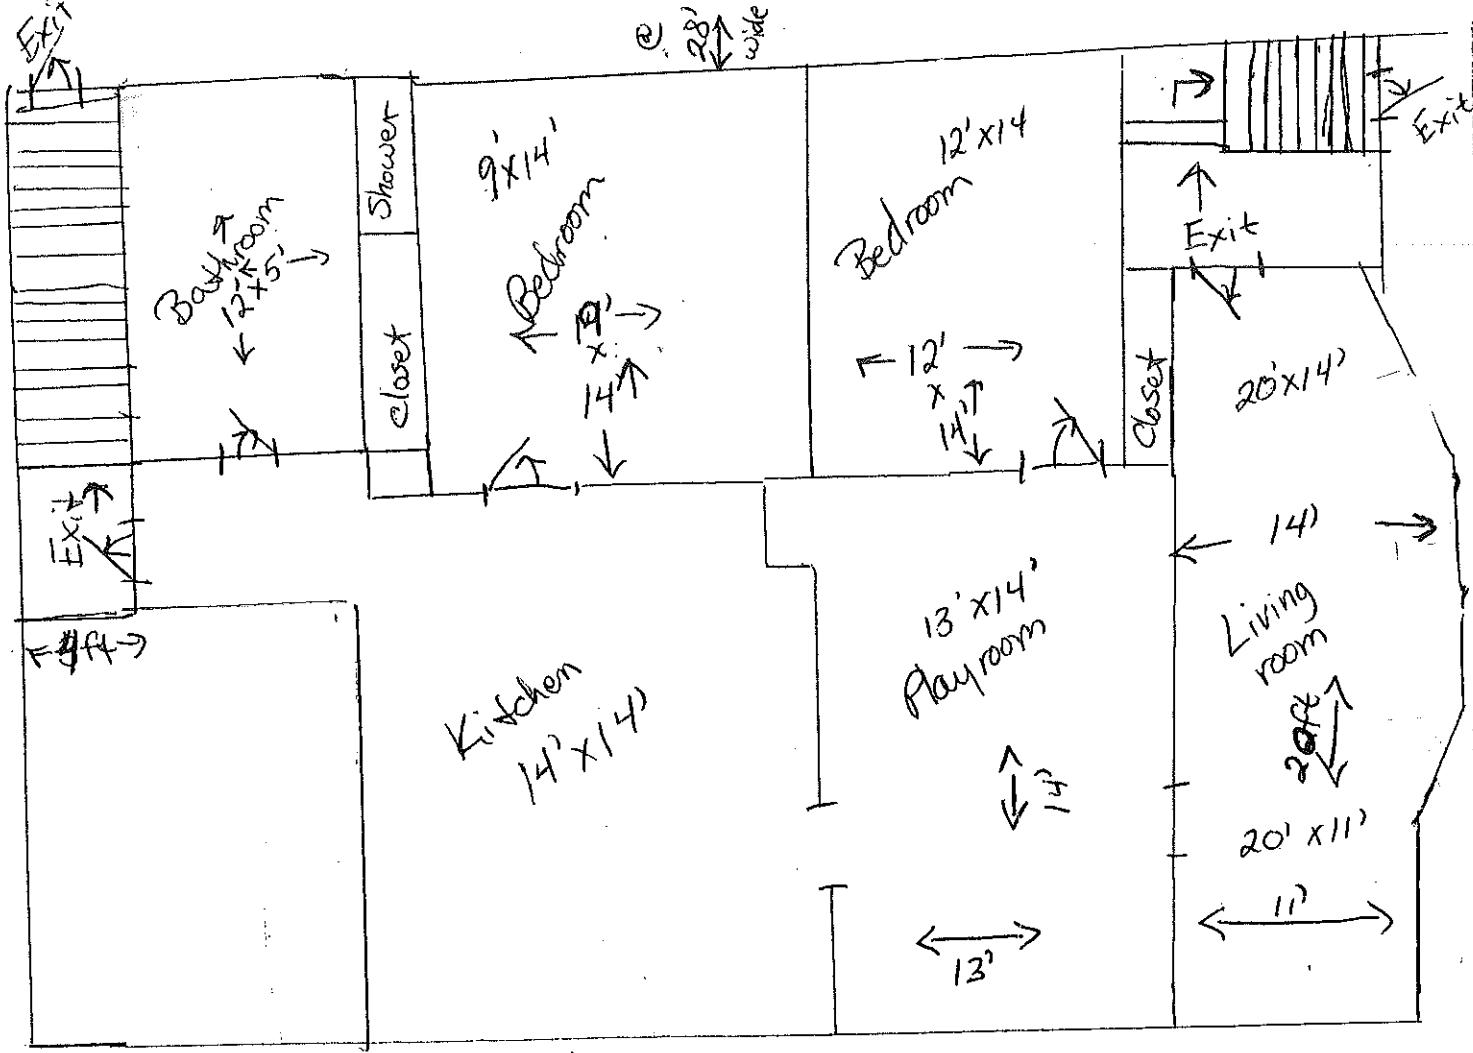 Exit
@
28'
wide
Exit
Shower
9'x14'
Bedroom
12'x14
Bedroom
Exit
Bathroom
12'x5'
closet
14'
x
12'
x
14'
Closet
20'x14'
Exit
14'
13'x14'
Playroom
Living
room
Kitchen
14'x14'
20ft
14'
20' x11'
11'
13'